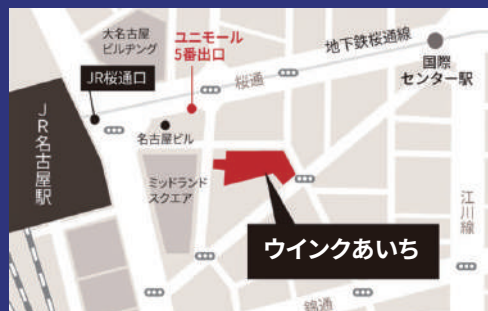 大名古屋
ビルヂング
ユニモール
5番出口
地下鉄桜通線
国際
センター駅
JR桜通口
桜通
JR名古屋駅
名古屋ビル
ミッドランド
スクエア
ウインクあいち
江川線
錦通